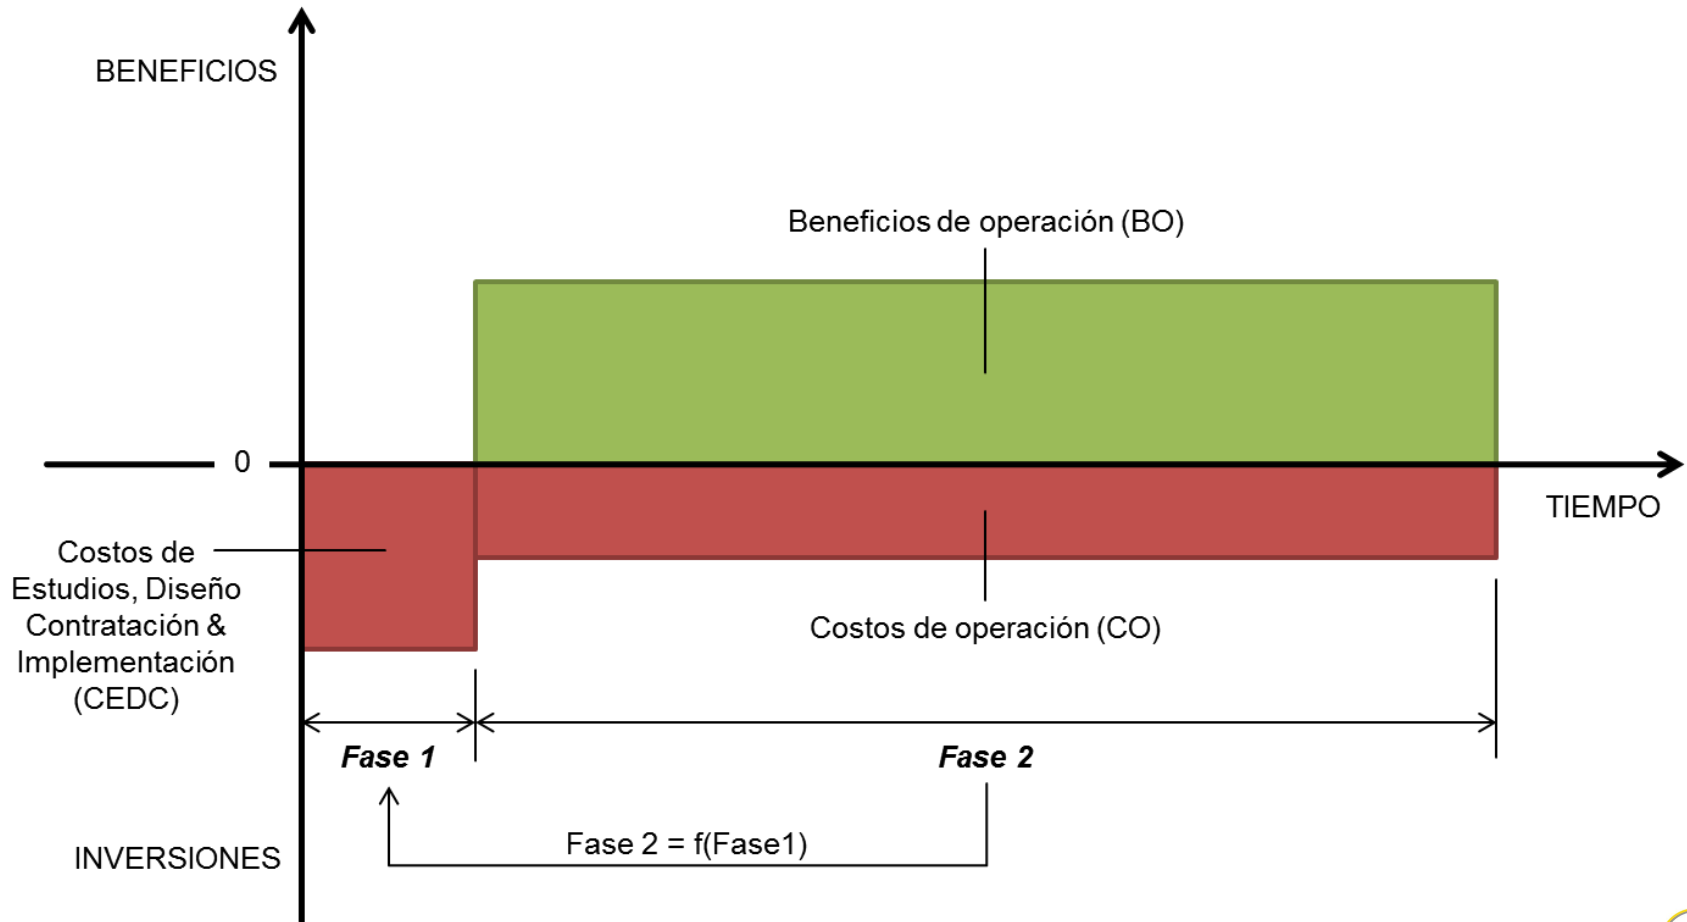 BENEFICIOS
Beneficios de operación (BO)
0
TIEMPO
Costos de
Estudios, Diseño
Contratación &
Implementación
(CEDC)
Costos de operación (CO)
Fase 1
Fase 2
Fase 2 = f(Fase1)
INVERSIONES